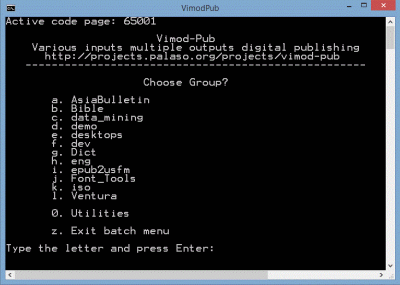 VimodPub
Active code page: 65001
Vimod-Pub
Various inputs multiple outputs digital publishing
http://projects.palaso.org/projects/vimod-pub
----------------------------------------------------
Choose Group?
a. AsiaBulletin
b. Bible
c. data_mining
d. demo
e. desktops
f. dev
g. Dict
h. eng
i. epub2usfm
j. Font_Tools
k. iso
l. Ventura
0. Utilities
z. Exit batch menu
Type the letter and press Enter: